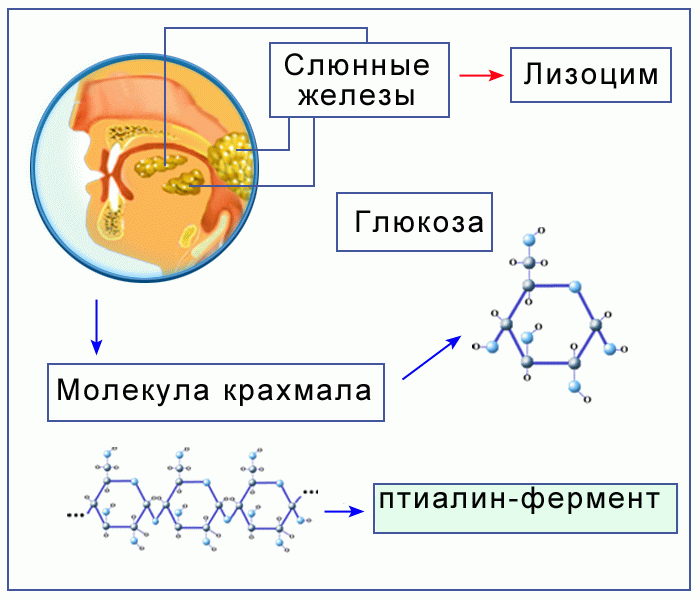 Слюнные
железы
Лизоцим
Глюкоза
Молекула крахмала
птиалин-фермент